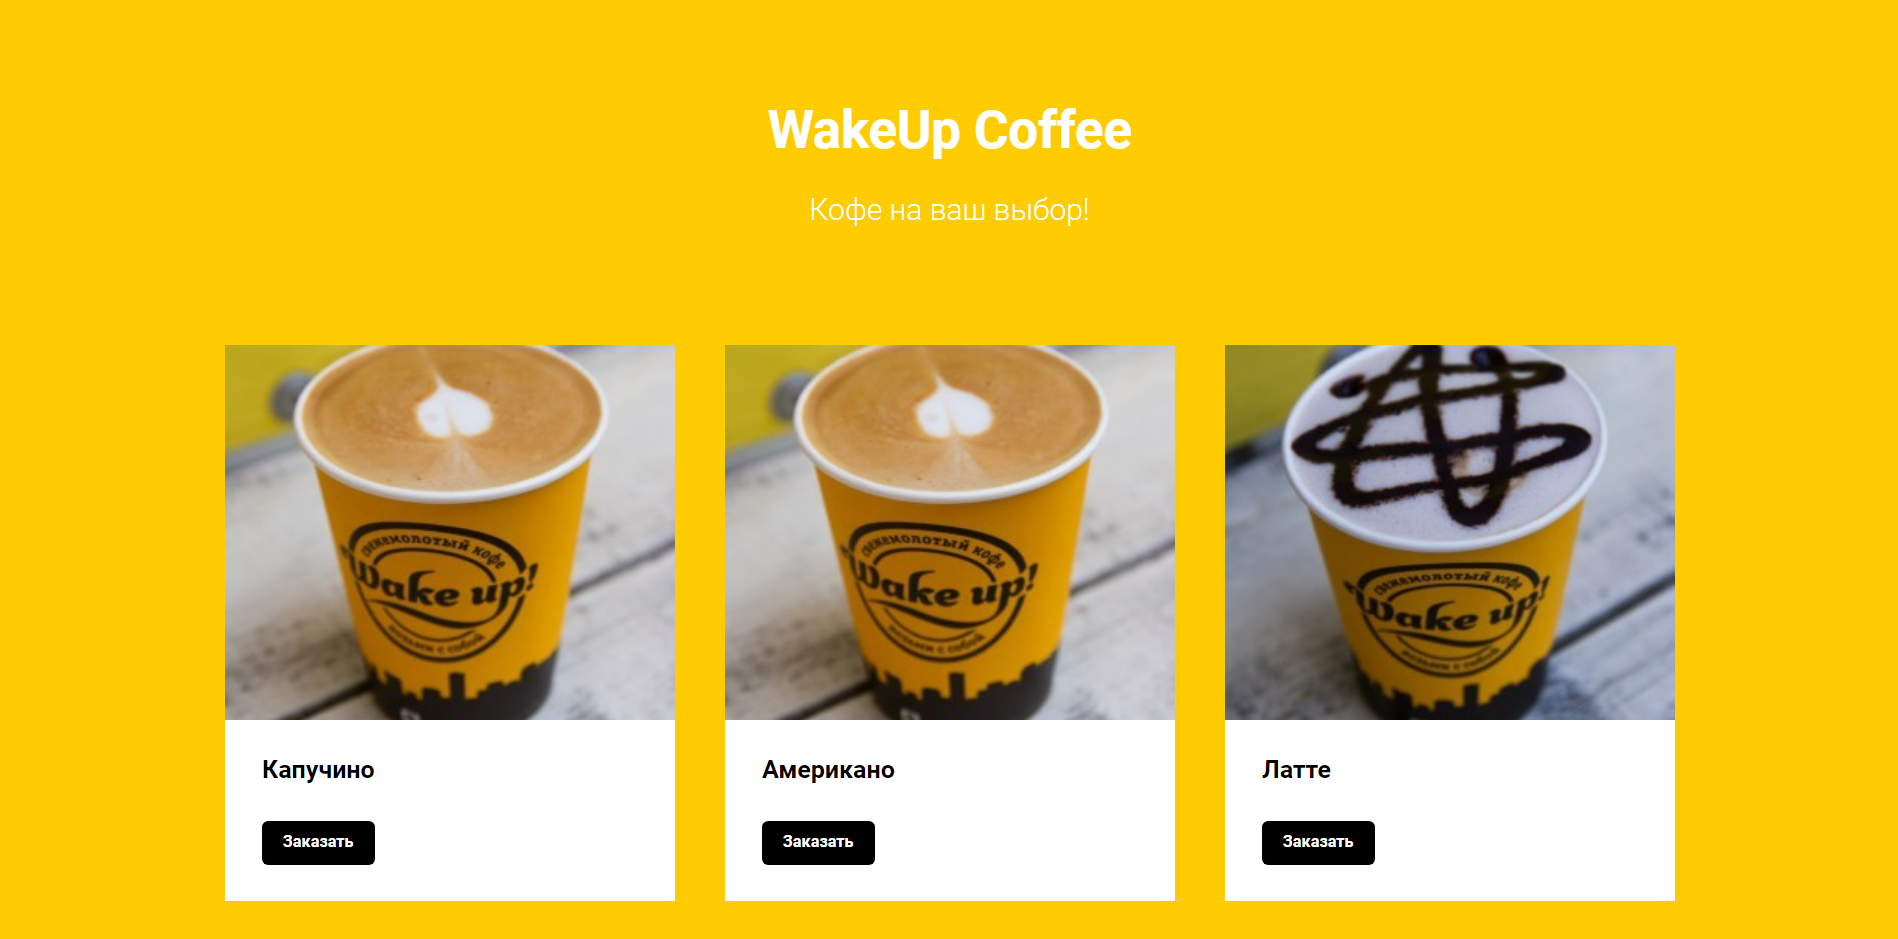 WakeUp Coffee
Кофе на ваш выбор!
свежемолотый кофе
Wake up!
возьми с собой
свежемолотый кофе
Wake up!
возьми с собой
свежемолотый кофе
Wake up!
возьми с собой
Капучино
Американо
Латте
Заказать
Заказать
Заказать